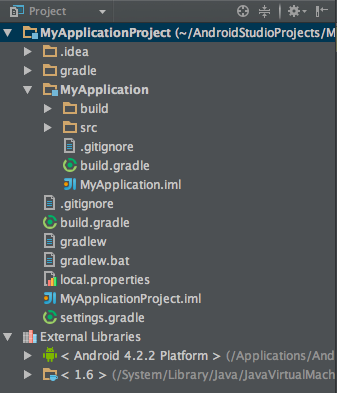 Project
MyApplicationProject (~/AndroidStudioProjects/M
.idea
gradle
MyApplication
build
src
.gitignore
build.gradle
MyApplication.iml
.gitignore
build.gradle
gradlew
gradlew.bat
local.properties
MyApplicationProject.iml
settings.gradle
External Libraries
< Android 4.2.2 Platform > (/Applications/And
< 1.6 > (/System/Library/Java/JavaVirtualMach